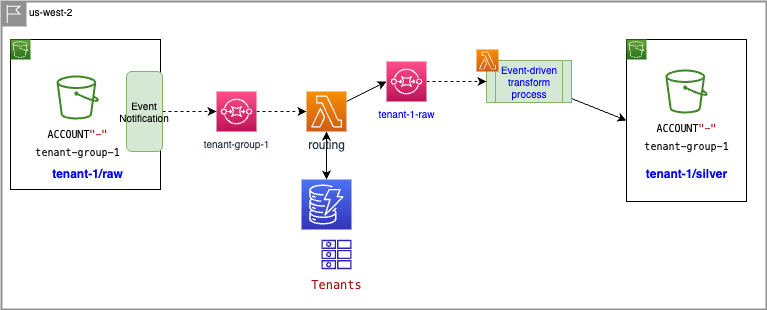 us-west-2
ACCOUNT"-"
tenant-group-1
tenant-1/raw
Event
Notification
tenant-group-1
routing
Tenants
tenant-1-raw
Event-driven
transform
process
ACCOUNT"-"
tenant-group-1
tenant-1/silver